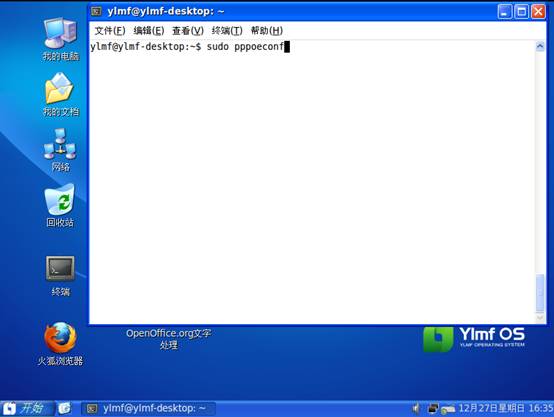 ylmf@ylmf-desktop: ~
文件(F) 编辑(E) 查看(V) 终端(T) 帮助(H)
ylmf@ylmf-desktop:~$ sudo pppoeconf
我的电脑
我的文档
网络
回收站
终端
火狐浏览器
OpenOffice.org文字
处理
Ylmf OS
YLMF OPERATING SYSTEM
开始
ylmf@ylmf-desktop: ~
12月27日星期日 16:35